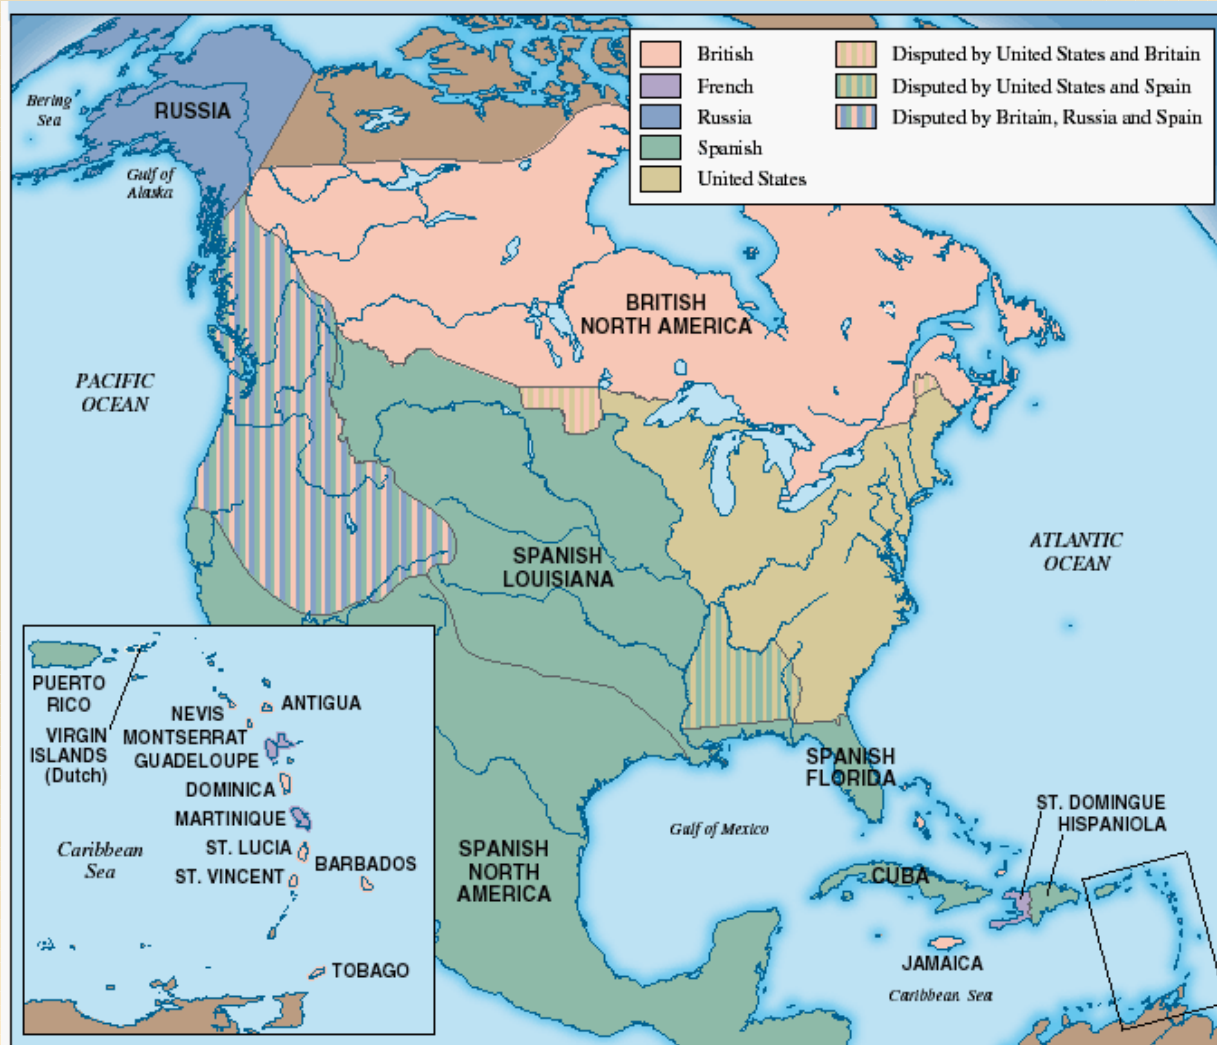 British
French
Russia
Spanish
United States
Disputed by United States and Britain
Disputed by United States and Spain
Disputed by Britain, Russia and Spain
Bering
Sea
RUSSIA
Gulf of
Alaska
BRITISH
NORTH AMERICA
PACIFIC
OCEAN
ATLANTIC
OCEAN
SPANISH
LOUISIANA
SPANISH
FLORIDA
Gulf of Mexico
SPANISH
NORTH
AMERICA
ST. DOMINGUE
HISPANIOLA
CUBA
JAMAICA
Caribbean Sea
PUERTO
RICO
VIRGIN
ISLANDS
(Dutch)
NEVIS
ANTIGUA
MONTSERRAT
GUADELOUPE
DOMINICA
MARTINIQUE
ST. LUCIA
BARBADOS
ST. VINCENT
Caribbean
Sea
TOBAGO